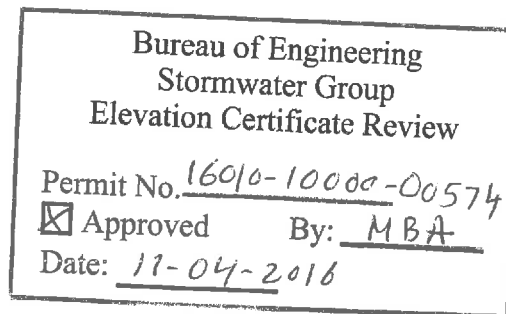 Bureau of Engineering
Stormwater Group
Elevation Certificate Review
Permit No. 16010-10000-00574
☒ Approved By: MBA
Date: 11-04-2016